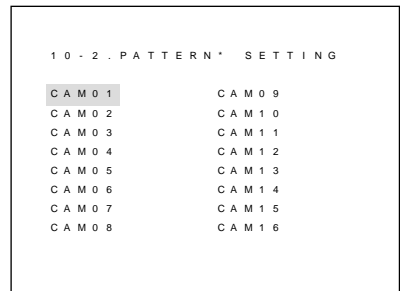 10-2.PATTERN* SETTING
CAM01 CAM09
CAM02 CAM10
CAM03 CAM11
CAM04 CAM12
CAM05 CAM13
CAM06 CAM14
CAM07 CAM15
CAM08 CAM16